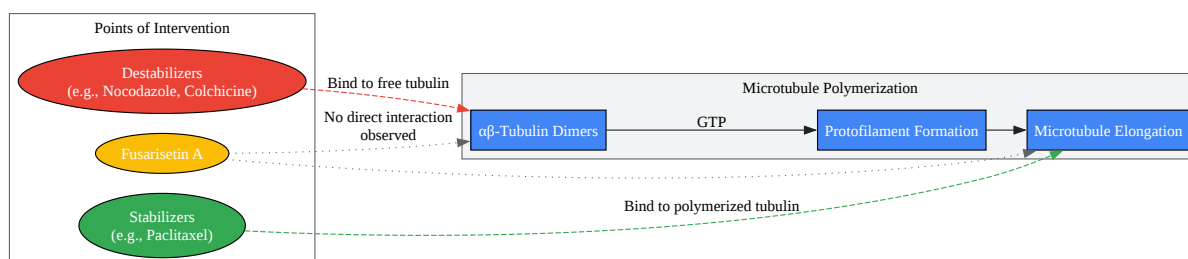 Points of Intervention
Destabilizers
(e.g., Nocodazole, Colchicine)
Fusarisetin A
Stabilizers
(e.g., Paclitaxel)
Bind to free tubulin
No direct interaction
observed
Bind to polymerized tubulin
Microtubule Polymerization
αβ-Tubulin Dimers
GTP
Protofilament Formation
Microtubule Elongation